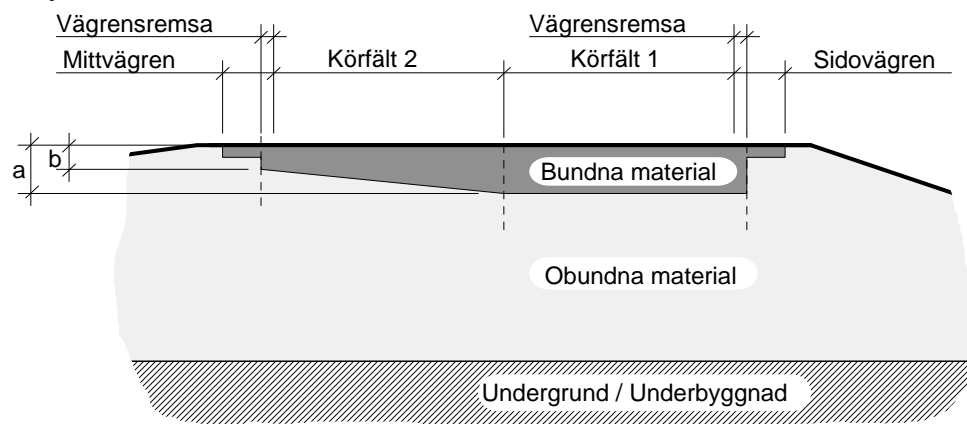 Vägrensremsa
Vägrensremsa
Mittvägren
Körfält 2
Körfält 1
Sidovägren
a
b
Bundna material
Obundna material
Undergrund / Underbyggnad